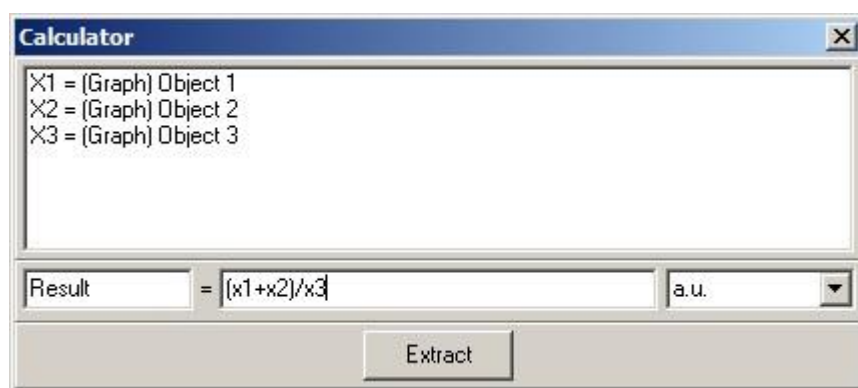 Calculator
X1 = (Graph) Object 1
X2 = (Graph) Object 2
X3 = (Graph) Object 3
Result = (x1+x2)/x3 a.u.
Extract